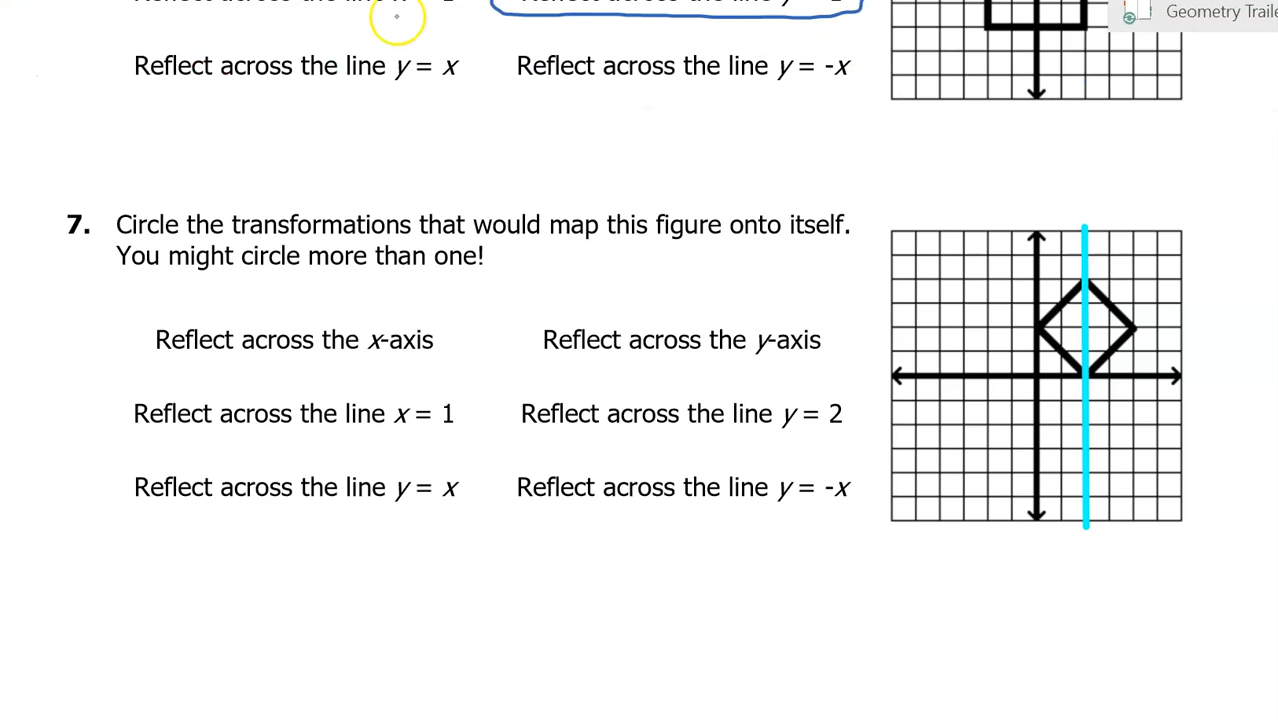 Reflect across the line y = x Reflect across the line y = -x
Geometry Traile
7. Circle the transformations that would map this figure onto itself.
You might circle more than one!
Reflect across the x-axis Reflect across the y-axis
Reflect across the line x = 1 Reflect across the line y = 2
Reflect across the line y = x Reflect across the line y = -x